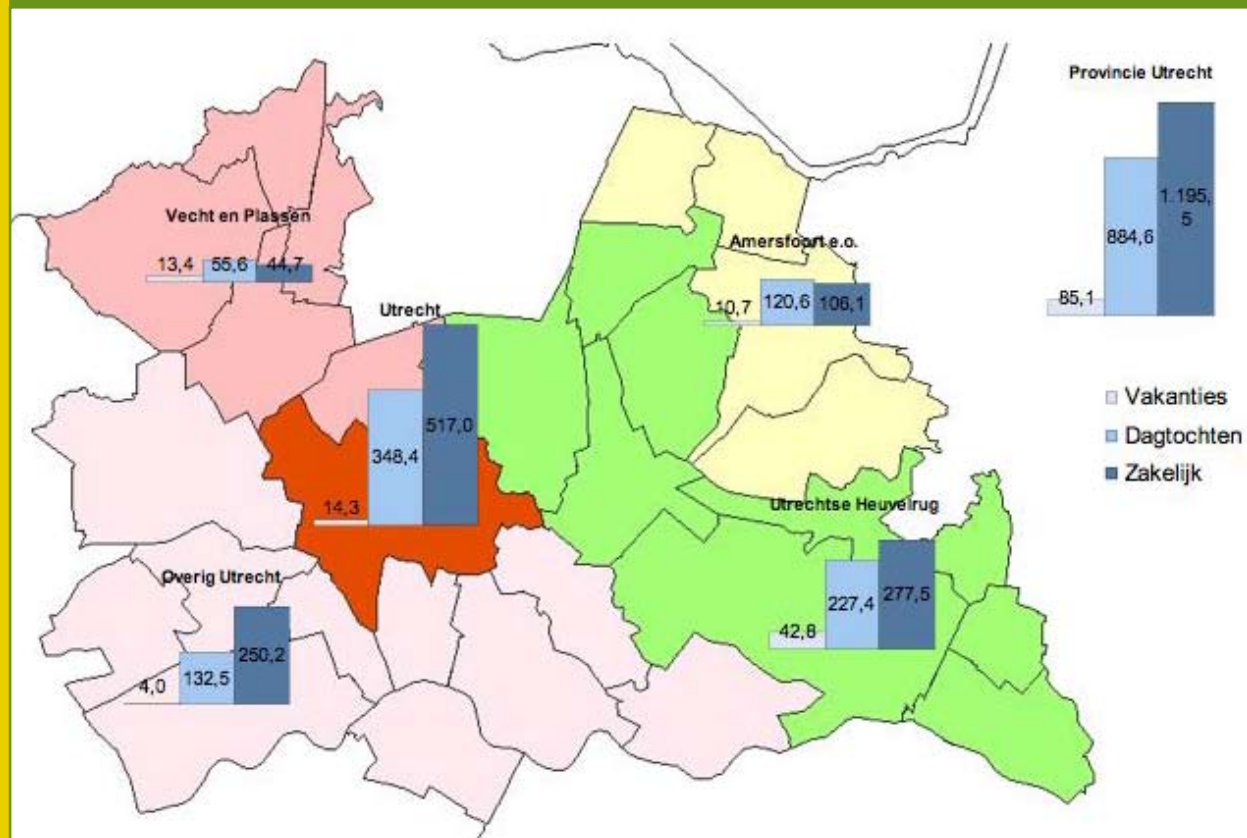 Provincie Utrecht
1.195,
5
884,6
85,1
Vecht en Plassen
13,4
55,6
44,7
Amersfoort e.o.
10,7
120,6
106,1
Utrecht
517,0
348,4
14,3
Vakanties
Dagtochten
Zakelijk
Utrechtse Heuvelrug
42,8
227,4
277,5
Overig Utrecht
4,0
132,5
250,2